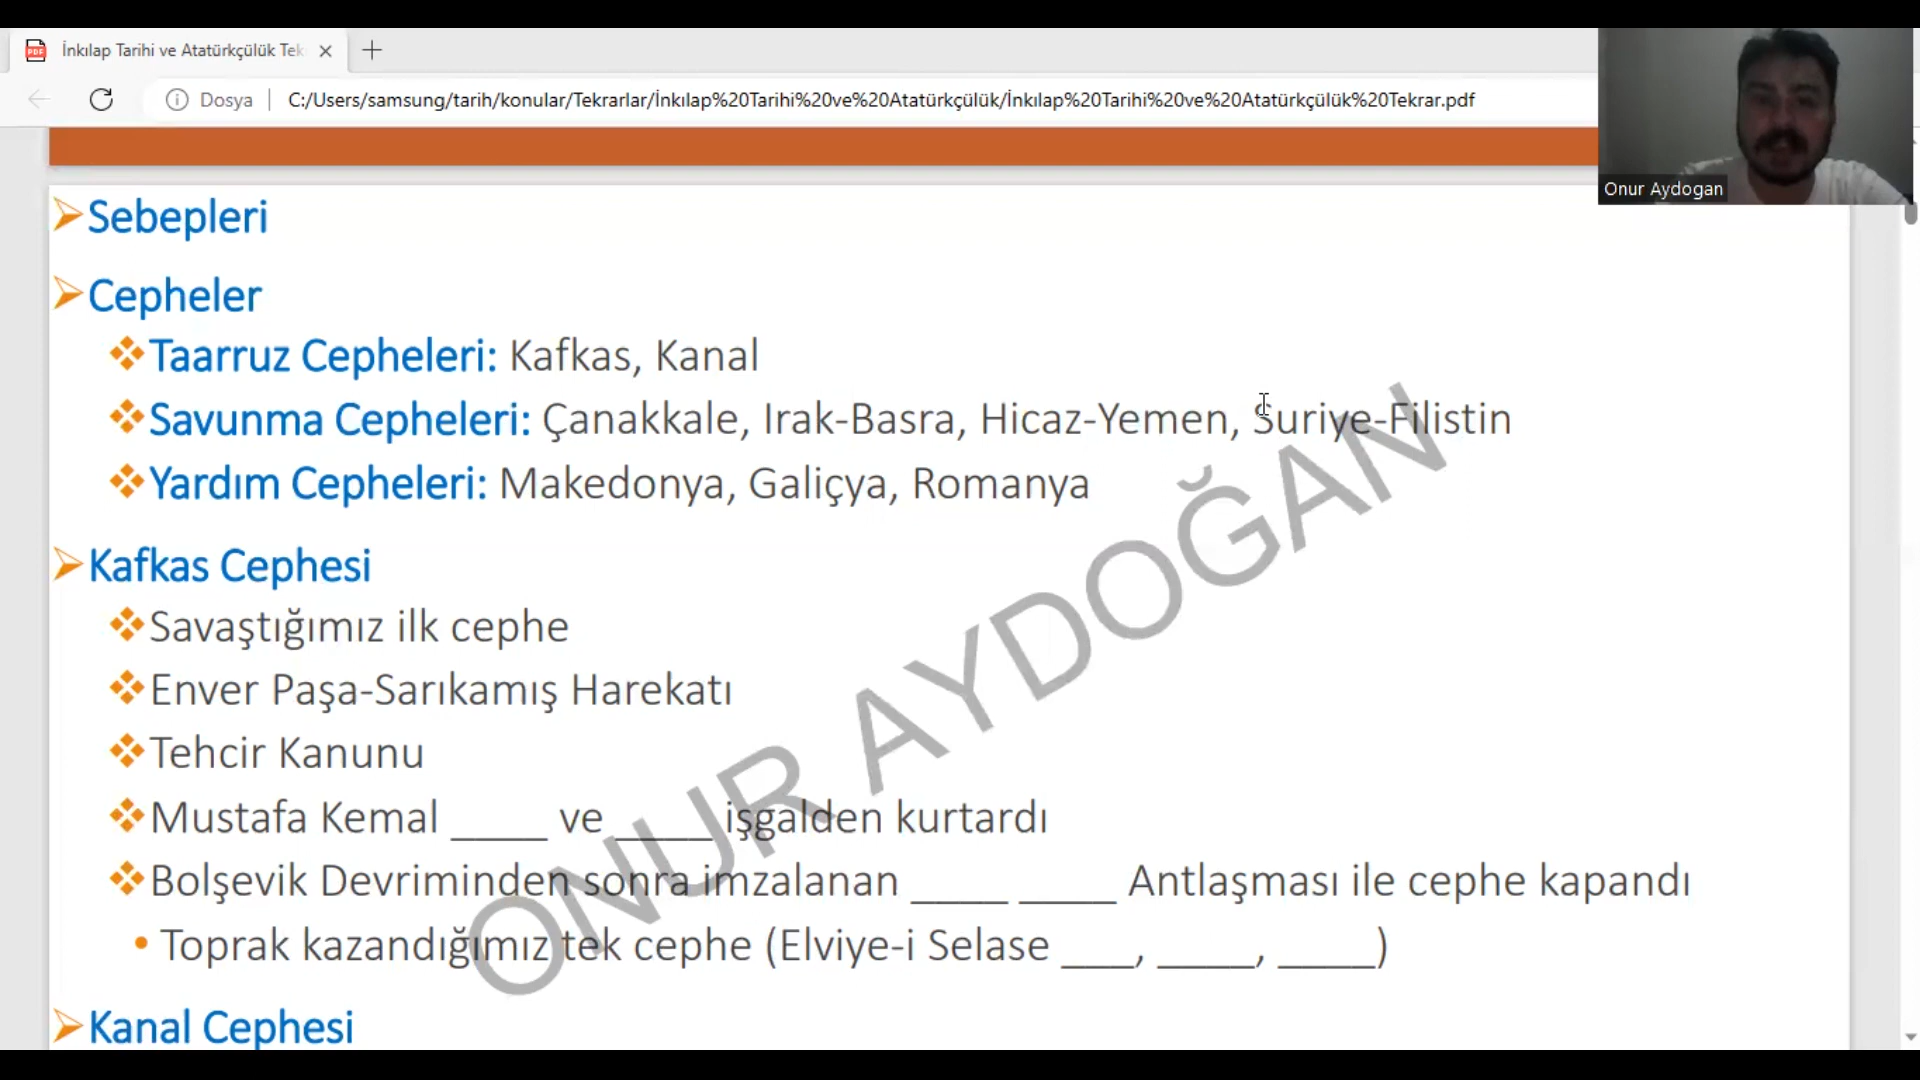 İnkılap Tarihi ve Atatürkçülük Tek
Dosya
C:/Users/samsung/tarih/konular/Tekrarlar/İnkılap%20Tarihi%20ve%20Atatürkçülük/İnkılap%20Tarihi%20ve%20Atatürkçülük%20Tekrar.pdf
Onur Aydogan
Sebepleri
Cepheler
Taarruz Cepheleri: Kafkas, Kanal
Savunma Cepheleri: Çanakkale, Irak-Basra, Hicaz-Yemen, Suriye-Filistin
Yardım Cepheleri: Makedonya, Galiçya, Romanya
Kafkas Cephesi
Savaştığımız ilk cephe
Enver Paşa-Sarıkamış Harekatı
Tehcir Kanunu
Mustafa Kemal ____ ve ____ işgalden kurtardı
Bolşevik Devriminden sonra imzalanan ____ ____ Antlaşması ile cephe kapandı
Toprak kazandığımız tek cephe (Elviye-i Selase ___, ____, ____)
Kanal Cephesi
ONUR AYDOĞAN